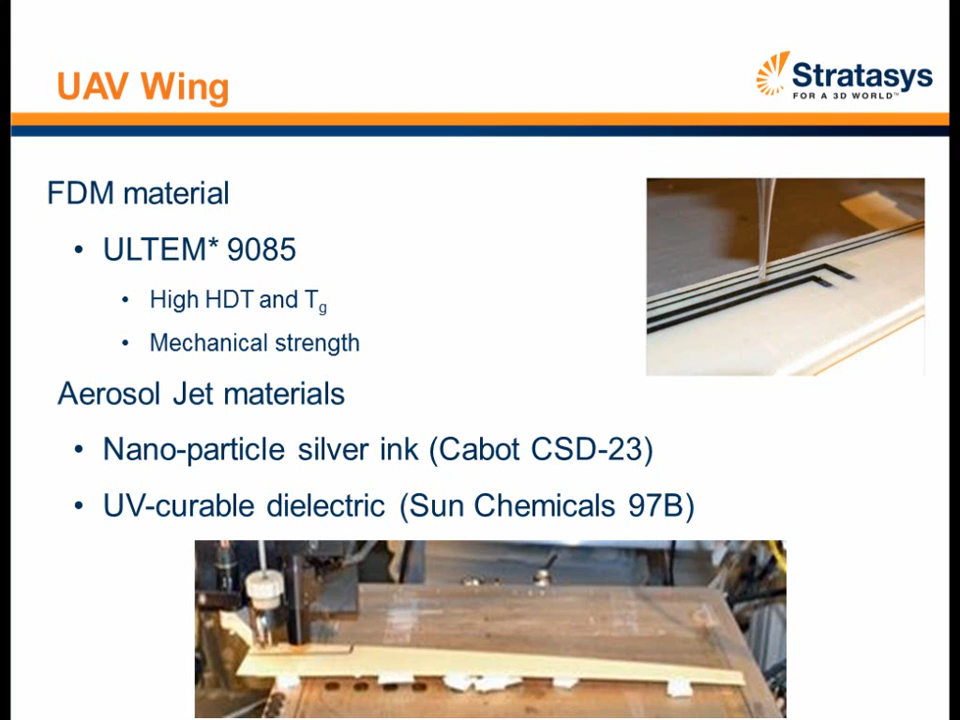 UAV Wing
Stratasys
FOR A 3D WORLD™
FDM material
• ULTEM* 9085
• High HDT and Tg
• Mechanical strength
Aerosol Jet materials
• Nano-particle silver ink (Cabot CSD-23)
• UV-curable dielectric (Sun Chemicals 97B)